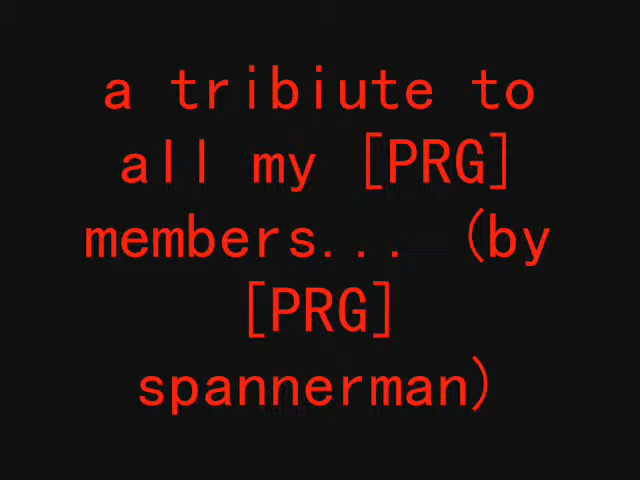 a tribiute to
all my [PRG]
members... (by
[PRG]
spannerman)